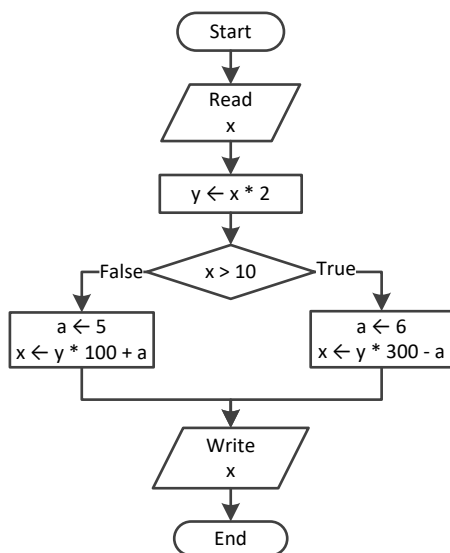 Start
Read
x
y ← x * 2
x > 10
False
True
a ← 5
x ← y * 100 + a
a ← 6
x ← y * 300 - a
Write
x
End